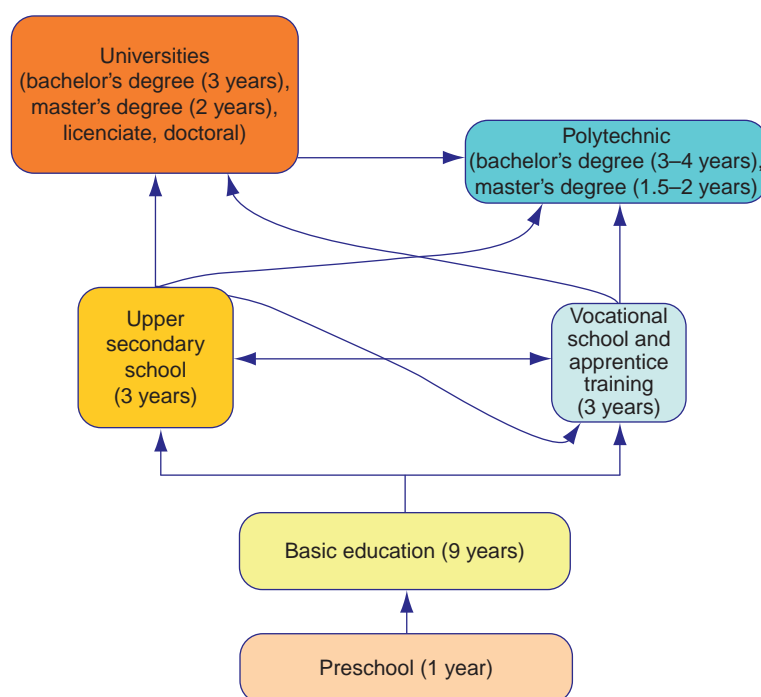 Universities
(bachelor’s degree (3 years),
master’s degree (2 years),
licenciate, doctoral)
Polytechnic
(bachelor’s degree (3–4 years),
master’s degree (1.5–2 years)
Upper
secondary
school
(3 years)
Vocational
school and
apprentice
training
(3 years)
Basic education (9 years)
Preschool (1 year)